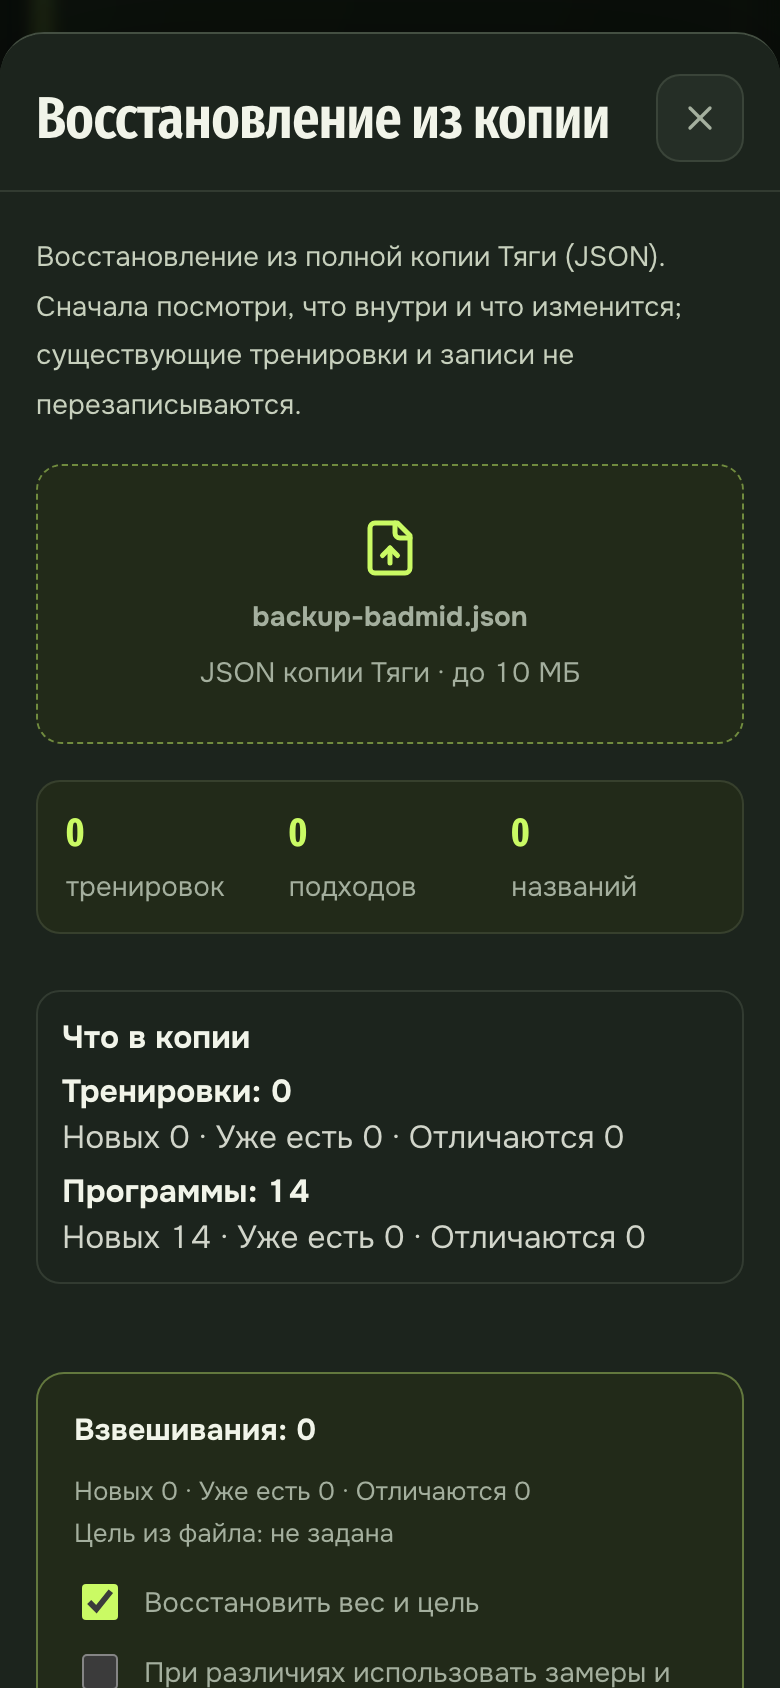 Восстановление из копии
Восстановление из полной копии Тяги (JSON).
Сначала посмотри, что внутри и что изменится;
существующие тренировки и записи не
перезаписываются.
backup-badmid.json
JSON копии Тяги · до 10 МБ
0 0 0
тренировок подходов названий
Что в копии
Тренировки: 0
Новых 0 · Уже есть 0 · Отличаются 0
Программы: 14
Новых 14 · Уже есть 0 · Отличаются 0
Взвешивания: 0
Новых 0 · Уже есть 0 · Отличаются 0
Цель из файла: не задана
Восстановить вес и цель
При различиях использовать замеры и